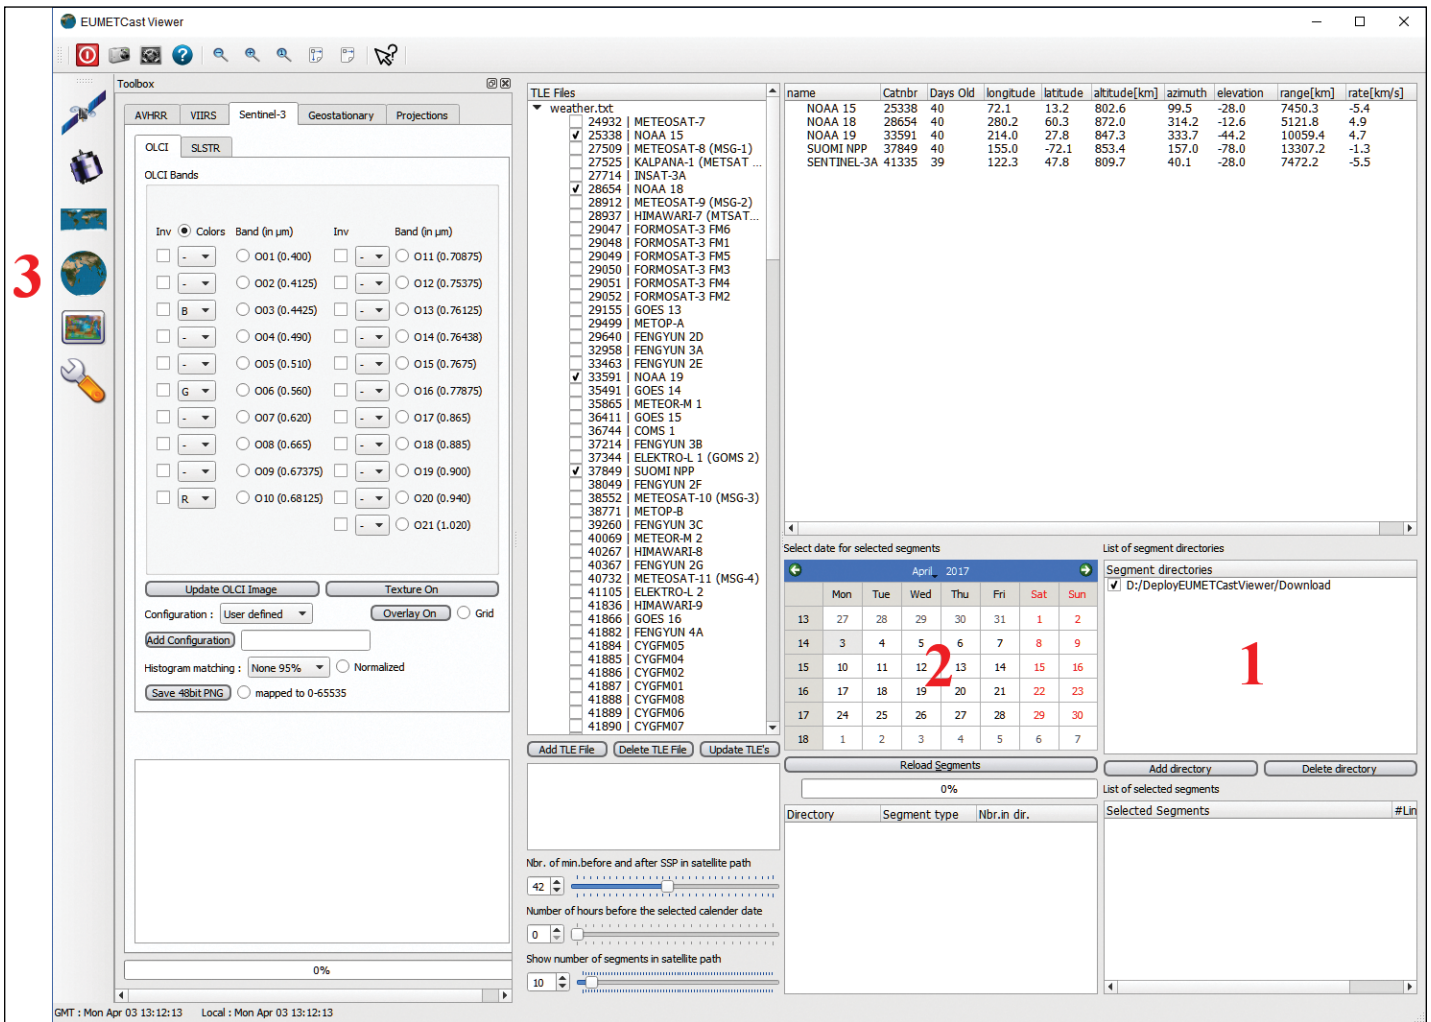 EUMETCast Viewer
Toolbox
AVHRR VIIRS Sentinel-3 Geostationary Projections
OLCI SLSTR
OLCI Bands
Inv Colors Band (in µm) Inv Band (in µm)
- O01 (0.400) - O11 (0.70875)
- O02 (0.4125) - O12 (0.75375)
B O03 (0.4425) - O13 (0.76125)
- O04 (0.490) - O14 (0.76438)
- O05 (0.510) - O15 (0.7675)
G O06 (0.560) - O16 (0.77875)
- O07 (0.620) - O17 (0.865)
- O08 (0.665) - O18 (0.885)
- O09 (0.67375) - O19 (0.900)
R O10 (0.68125) - O20 (0.940)
- O21 (1.020)
Update OLCI Image Texture On
Configuration : User defined Overlay On Grid
Add Configuration
Histogram matching : None 95% Normalized
Save 48bit PNG mapped to 0-65535
0%
3
TLE Files
weather.txt
24932 | METEOSAT-7
25338 | NOAA 15
27509 | METEOSAT-8 (MSG-1)
27525 | KALPANA-1 (METSAT ...
27714 | INSAT-3A
28654 | NOAA 18
28912 | METEOSAT-9 (MSG-2)
28937 | HIMAWARI-7 (MTSAT...
29047 | FORMOSAT-3 FM6
29048 | FORMOSAT-3 FM1
29049 | FORMOSAT-3 FM5
29050 | FORMOSAT-3 FM3
29051 | FORMOSAT-3 FM4
29052 | FORMOSAT-3 FM2
29155 | GOES 13
29499 | METOP-A
29640 | FENGYUN 2D
32958 | FENGYUN 3A
33463 | FENGYUN 2E
33591 | NOAA 19
35491 | GOES 14
35865 | METEOR-M 1
36411 | GOES 15
36744 | COMS 1
37214 | FENGYUN 3B
37344 | ELEKTRO-L 1 (GOMS 2)
37849 | SUOMI NPP
38049 | FENGYUN 2F
38552 | METEOSAT-10 (MSG-3)
38771 | METOP-B
39260 | FENGYUN 3C
40069 | METEOR-M 2
40267 | HIMAWARI-8
40367 | FENGYUN 2G
40732 | METEOSAT-11 (MSG-4)
41105 | ELEKTRO-L 2
41836 | HIMAWARI-9
41866 | GOES 16
41882 | FENGYUN 4A
41884 | CYGFM05
41885 | CYGFM04
41886 | CYGFM02
41887 | CYGFM01
41888 | CYGFM08
41889 | CYGFM06
41890 | CYGFM07
Add TLE File Delete TLE File Update TLE's
Nbr. of min.before and after SSP in satellite path
42
Number of hours before the selected calender date
0
Show number of segments in satellite path
10
name Catnbr Days Old longitude latitude altitude[km] azimuth elevation range[km] rate[km/s]
NOAA 15 25338 40 72.1 13.2 802.6 99.5 -28.0 7450.3 -5.4
NOAA 18 28654 40 280.2 60.3 872.0 314.2 -12.6 5121.8 4.9
NOAA 19 33591 40 214.0 27.8 847.3 333.7 -44.2 10059.4 4.7
SUOMI NPP 37849 40 155.0 -72.1 853.4 157.0 -78.0 13307.2 -1.3
SENTINEL-3A 41335 39 122.3 47.8 809.7 40.1 -28.0 7472.2 -5.5
Select date for selected segments
April, 2017
Mon Tue Wed Thu Fri Sat Sun
13 27 28 29 30 31 1 2
14 3 4 5 6 7 8 9
15 10 11 12 13 14 15 16
16 17 18 19 20 21 22 23
17 24 25 26 27 28 29 30
18 1 2 3 4 5 6 7
2
Reload Segments
0%
Directory Segment type Nbr.in dir.
List of segment directories
Segment directories
D:/DeployEUMETCastViewer/Download
1
Add directory Delete directory
List of selected segments
Selected Segments #Lin
GMT : Mon Apr 03 13:12:13 Local : Mon Apr 03 13:12:13